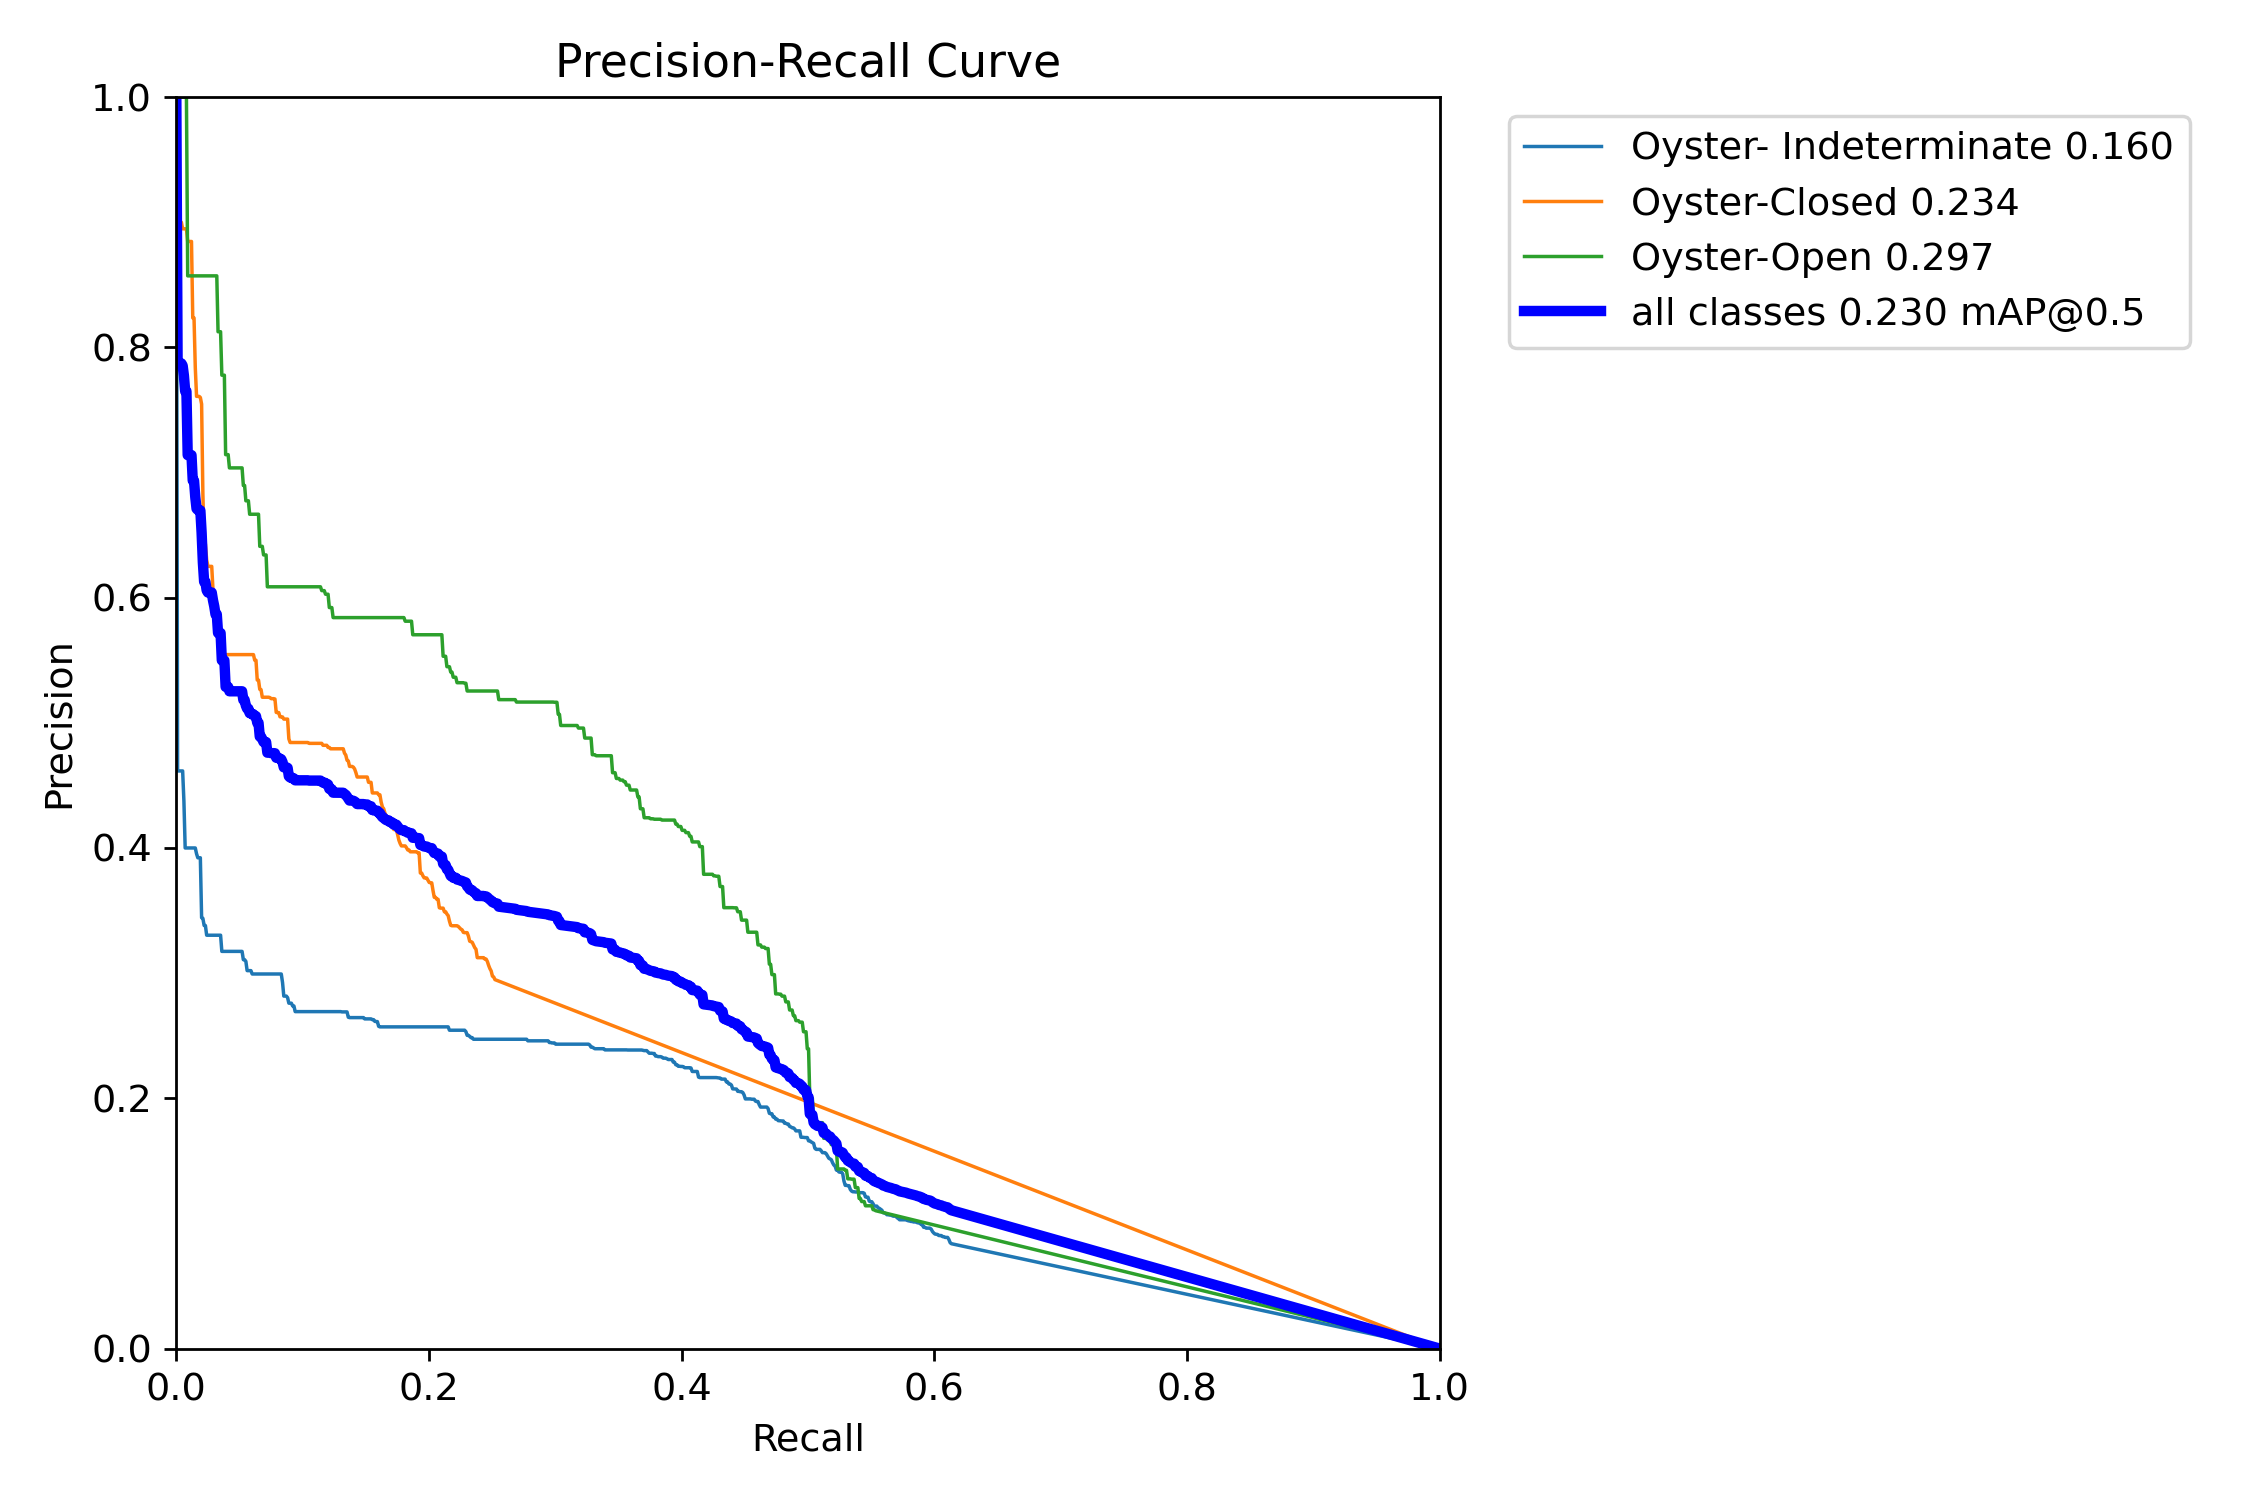 Precision-Recall Curve
1.0
0.8
0.6
0.4
0.2
0.0
Precision
0.0 0.2 0.4 0.6 0.8 1.0
Recall
Oyster- Indeterminate 0.160
Oyster-Closed 0.234
Oyster-Open 0.297
all classes 0.230 mAP@0.5